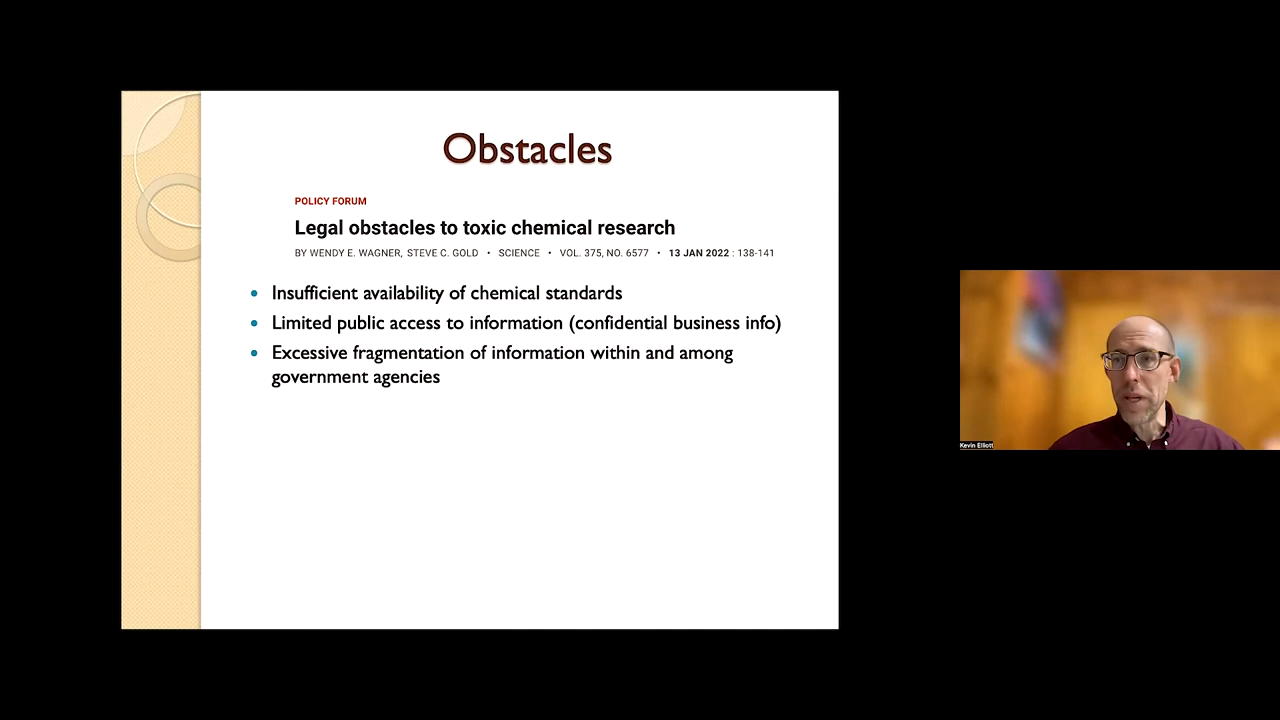 Obstacles
POLICY FORUM
Legal obstacles to toxic chemical research
BY WENDY E. WAGNER, STEVE C. GOLD • SCIENCE • VOL. 375, NO. 6577 • 13 JAN 2022 : 138-141
• Insufficient availability of chemical standards
• Limited public access to information (confidential business info)
• Excessive fragmentation of information within and among
government agencies
Kevin Elliott